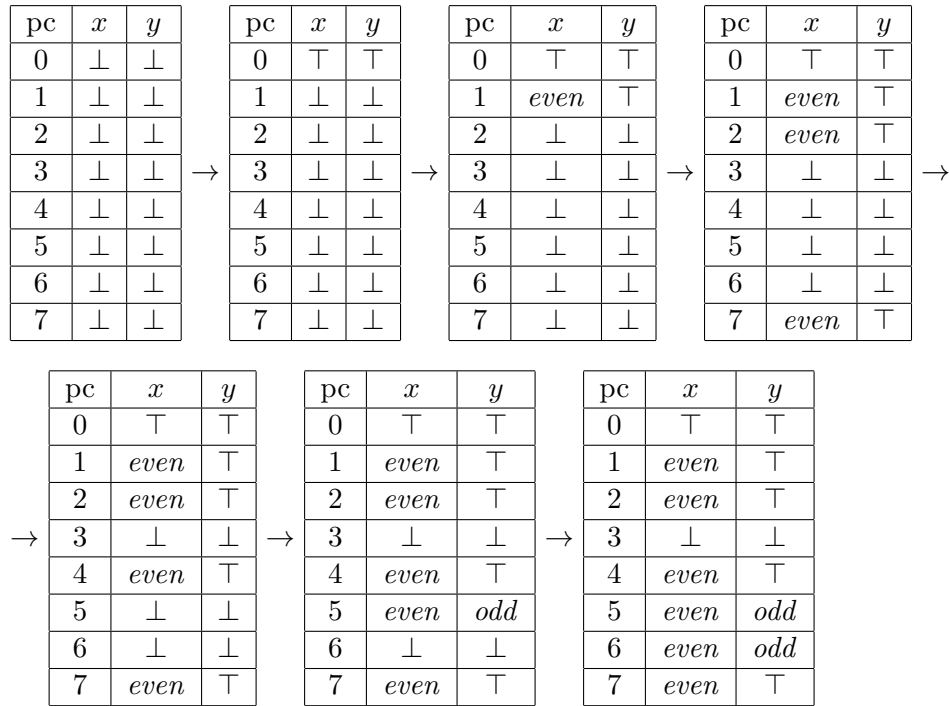 pc x y pc x y pc x y pc x y
0 ⊥ ⊥ 0 ⊤ ⊤ 0 ⊤ ⊤ 0 ⊤ ⊤
1 ⊥ ⊥ 1 ⊥ ⊥ 1 even ⊤ 1 even ⊤
2 ⊥ ⊥ 2 ⊥ ⊥ 2 ⊥ ⊥ 2 even ⊤
3 ⊥ ⊥ → 3 ⊥ ⊥ → 3 ⊥ ⊥ → 3 ⊥ ⊥ →
4 ⊥ ⊥ 4 ⊥ ⊥ 4 ⊥ ⊥ 4 ⊥ ⊥
5 ⊥ ⊥ 5 ⊥ ⊥ 5 ⊥ ⊥ 5 ⊥ ⊥
6 ⊥ ⊥ 6 ⊥ ⊥ 6 ⊥ ⊥ 6 ⊥ ⊥
7 ⊥ ⊥ 7 ⊥ ⊥ 7 ⊥ ⊥ 7 even ⊤
pc x y pc x y pc x y
0 ⊤ ⊤ 0 ⊤ ⊤ 0 ⊤ ⊤
1 even ⊤ 1 even ⊤ 1 even ⊤
2 even ⊤ 2 even ⊤ 2 even ⊤
→ 3 ⊥ ⊥ → 3 ⊥ ⊥ → 3 ⊥ ⊥
4 even ⊤ 4 even ⊤ 4 even ⊤
5 ⊥ ⊥ 5 even odd 5 even odd
6 ⊥ ⊥ 6 ⊥ ⊥ 6 even odd
7 even ⊤ 7 even ⊤ 7 even ⊤